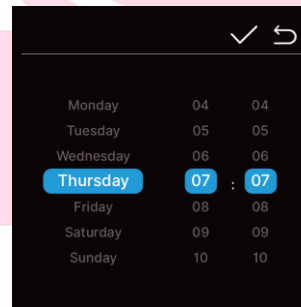 Monday 04 04
Tuesday 05 05
Wednesday 06 06
Thursday 07 : 07
Friday 08 08
Saturday 09 09
Sunday 10 10